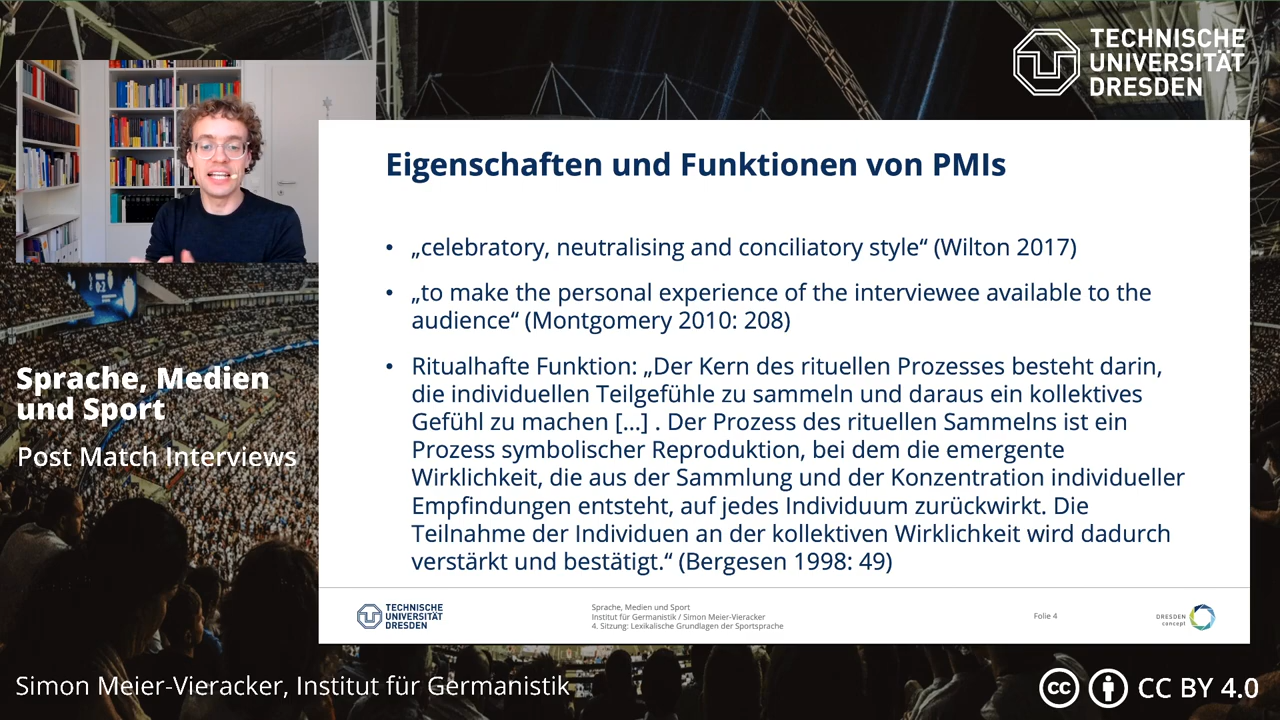 TECHNISCHE
UNIVERSITÄT
DRESDEN
Eigenschaften und Funktionen von PMIs
• „celebratory, neutralising and conciliatory style“ (Wilton 2017)
• „to make the personal experience of the interviewee available to the
audience“ (Montgomery 2010: 208)
• Ritualhafte Funktion: „Der Kern des rituellen Prozesses besteht darin,
die individuellen Teilgefühle zu sammeln und daraus ein kollektives
Gefühl zu machen [...] . Der Prozess des rituellen Sammelns ist ein
Prozess symbolischer Reproduktion, bei dem die emergente
Wirklichkeit, die aus der Sammlung und der Konzentration individueller
Empfindungen entsteht, auf jedes Individuum zurückwirkt. Die
Teilnahme der Individuen an der kollektiven Wirklichkeit wird dadurch
verstärkt und bestätigt.“ (Bergesen 1998: 49)
Sprache, Medien
und Sport
Post Match Interviews
TECHNISCHE
UNIVERSITÄT
DRESDEN
Sprache, Medien und Sport
Institut für Germanistik / Simon Meier-Vieracker
4. Sitzung: Lexikalische Grundlagen der Sportsprache
Folie 4
DRESDEN
concept
Simon Meier-Vieracker, Institut für Germanistik
cc CC BY 4.0